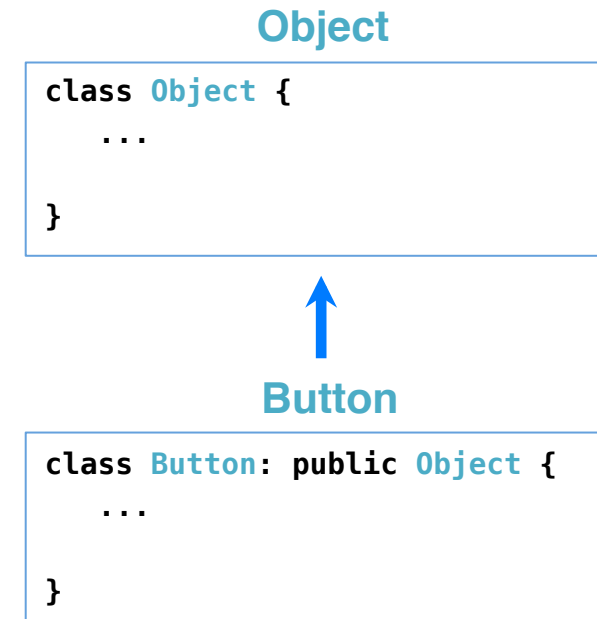 Object
class Object {
...
}
Button
class Button: public Object {
...
}